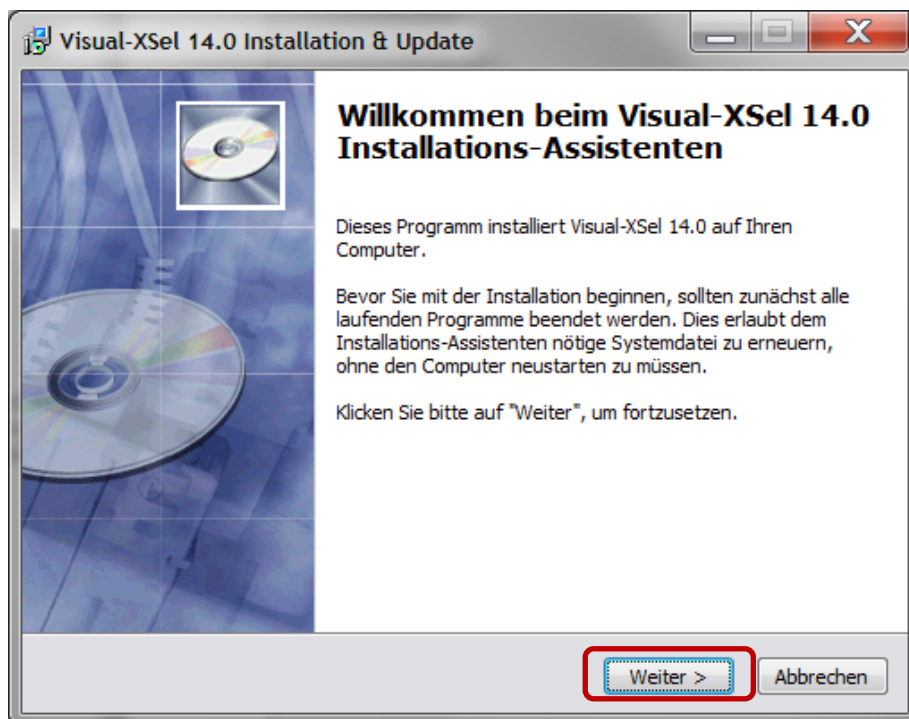 Visual-XSel 14.0 Installation & Update
Willkommen beim Visual-XSel 14.0
Installations-Assistenten
Dieses Programm installiert Visual-XSel 14.0 auf Ihren
Computer.
Bevor Sie mit der Installation beginnen, sollten zunächst alle
laufenden Programme beendet werden. Dies erlaubt dem
Installations-Assistenten nötige Systemdatei zu erneuern,
ohne den Computer neustarten zu müssen.
Klicken Sie bitte auf "Weiter", um fortzusetzen.
Weiter >
Abbrechen